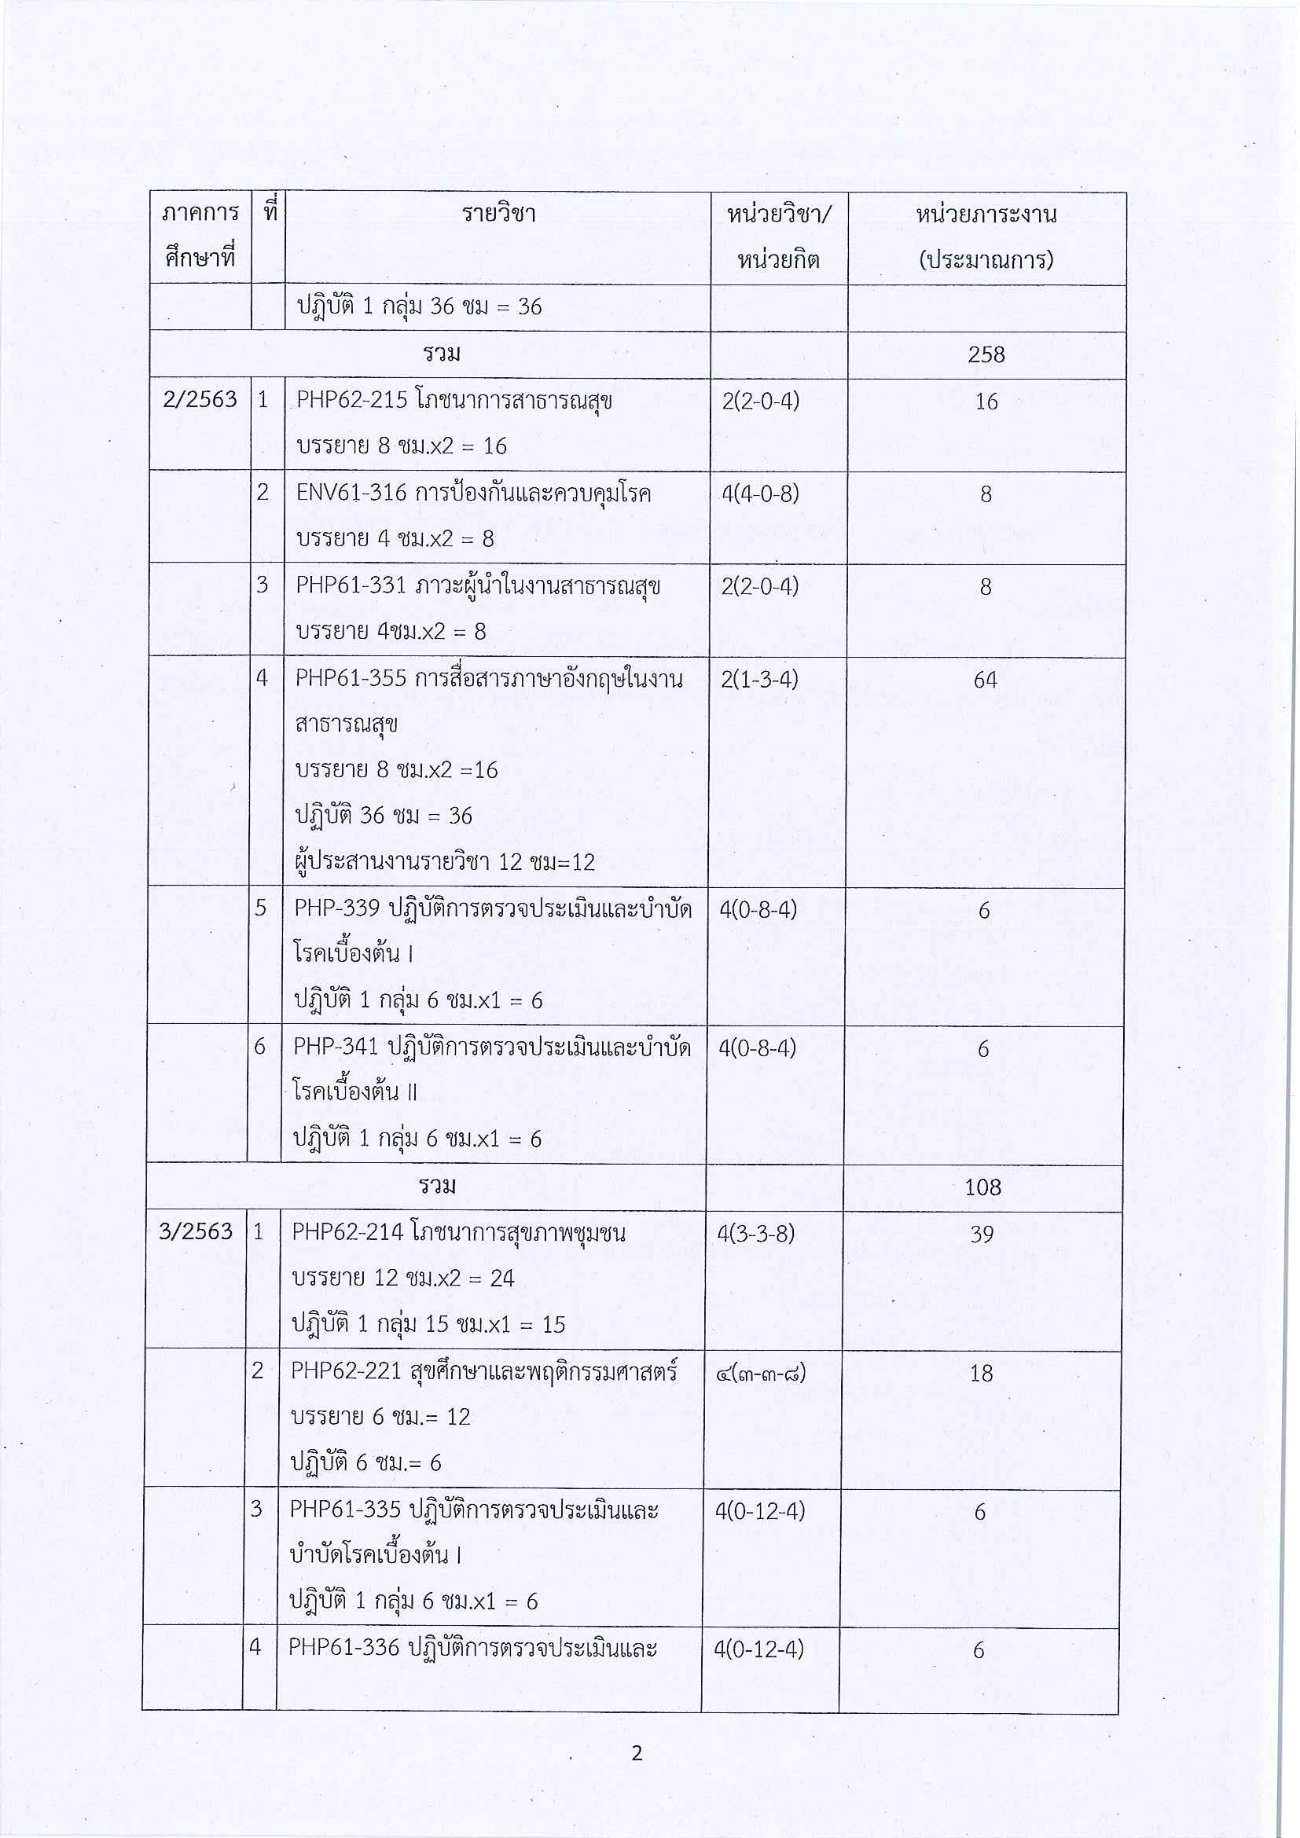 ภาคการ ที่ รายวิชา หน่วยวิชา/ หน่วยภาระงาน
ศึกษาที่ หน่วยกิต (ประมาณการ)
ปฎิบัติ 1 กลุ่ม 36 ชม = 36
รวม 258
2/2563 1 PHP62-215 โภชนาการสาธารณสุข 2(2-0-4) 16
บรรยาย 8 ชม.x2 = 16
2 ENV61-316 การป้องกันและควบคุมโรค 4(4-0-8) 8
บรรยาย 4 ชม.x2 = 8
3 PHP61-331 ภาวะผู้นำในงานสาธารณสุข 2(2-0-4) 8
บรรยาย 4ชม.x2 = 8
4 PHP61-355 การสื่อสารภาษาอังกฤษในงาน 2(1-3-4) 64
สาธารณสุข
บรรยาย 8 ชม.x2 =16
ปฏิบัติ 36 ชม = 36
ผู้ประสานงานรายวิชา 12 ชม=12
5 PHP-339 ปฏิบัติการตรวจประเมินและบำบัด 4(0-8-4) 6
โรคเบื้องต้น I
ปฎิบัติ 1 กลุ่ม 6 ชม.x1 = 6
6 PHP-341 ปฏิบัติการตรวจประเมินและบำบัด 4(0-8-4) 6
โรคเบื้องต้น II
ปฎิบัติ 1 กลุ่ม 6 ชม.x1 = 6
รวม 108
3/2563 1 PHP62-214 โภชนาการสุขภาพชุมชน 4(3-3-8) 39
บรรยาย 12 ชม.x2 = 24
ปฎิบัติ 1 กลุ่ม 15 ชม.x1 = 15
2 PHP62-221 สุขศึกษาและพฤติกรรมศาสตร์ ๔(๓-๓-๘) 18
บรรยาย 6 ชม.= 12
ปฏิบัติ 6 ชม.= 6
3 PHP61-335 ปฏิบัติการตรวจประเมินและ 4(0-12-4) 6
บำบัดโรคเบื้องต้น I
ปฎิบัติ 1 กลุ่ม 6 ชม.x1 = 6
4 PHP61-336 ปฏิบัติการตรวจประเมินและ 4(0-12-4) 6
2